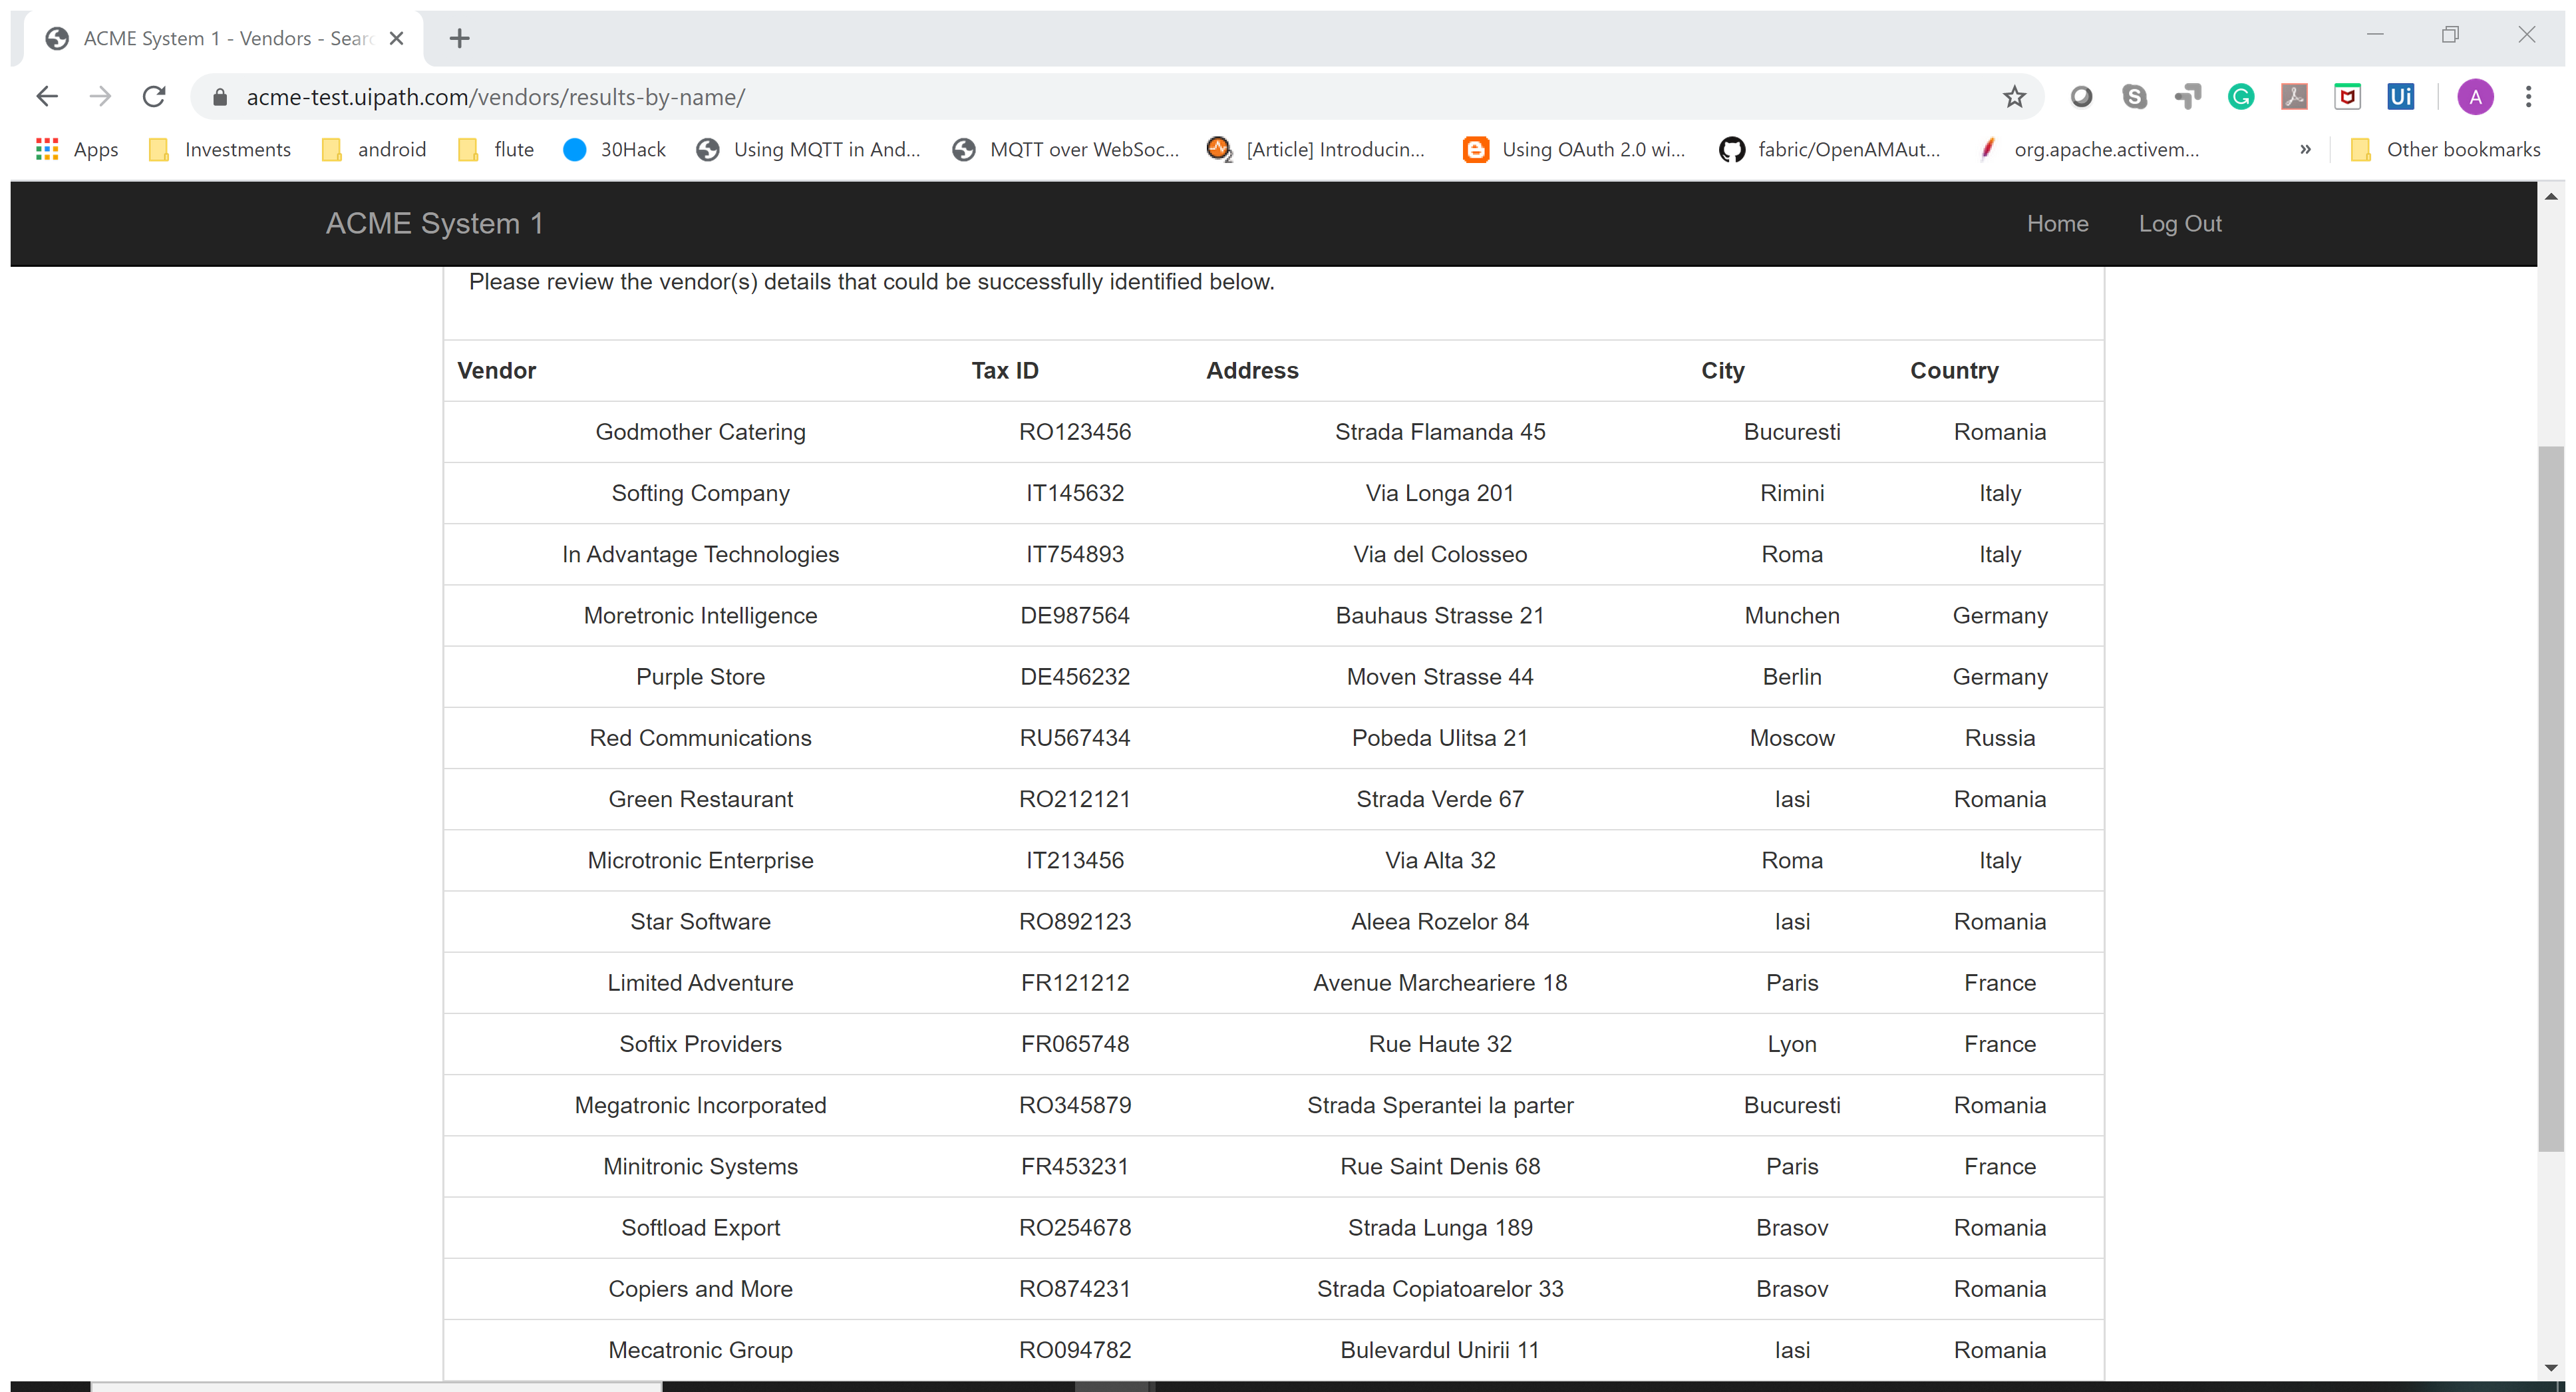 ACME System 1 - Vendors - Sear
acme-test.uipath.com/vendors/results-by-name/
Apps Investments android flute 30Hack Using MQTT in And... MQTT over WebSoc... [Article] Introducin... Using OAuth 2.0 wi... fabric/OpenAMAut... org.apache.activem... » Other bookmarks
ACME System 1 Home Log Out
Please review the vendor(s) details that could be successfully identified below.
Vendor Tax ID Address City Country
Godmother Catering RO123456 Strada Flamanda 45 Bucuresti Romania
Softing Company IT145632 Via Longa 201 Rimini Italy
In Advantage Technologies IT754893 Via del Colosseo Roma Italy
Moretronic Intelligence DE987564 Bauhaus Strasse 21 Munchen Germany
Purple Store DE456232 Moven Strasse 44 Berlin Germany
Red Communications RU567434 Pobeda Ulitsa 21 Moscow Russia
Green Restaurant RO212121 Strada Verde 67 Iasi Romania
Microtronic Enterprise IT213456 Via Alta 32 Roma Italy
Star Software RO892123 Aleea Rozelor 84 Iasi Romania
Limited Adventure FR121212 Avenue Marcheariere 18 Paris France
Softix Providers FR065748 Rue Haute 32 Lyon France
Megatronic Incorporated RO345879 Strada Sperantei la parter Bucuresti Romania
Minitronic Systems FR453231 Rue Saint Denis 68 Paris France
Softload Export RO254678 Strada Lunga 189 Brasov Romania
Copiers and More RO874231 Strada Copiatoarelor 33 Brasov Romania
Mecatronic Group RO094782 Bulevardul Unirii 11 Iasi Romania